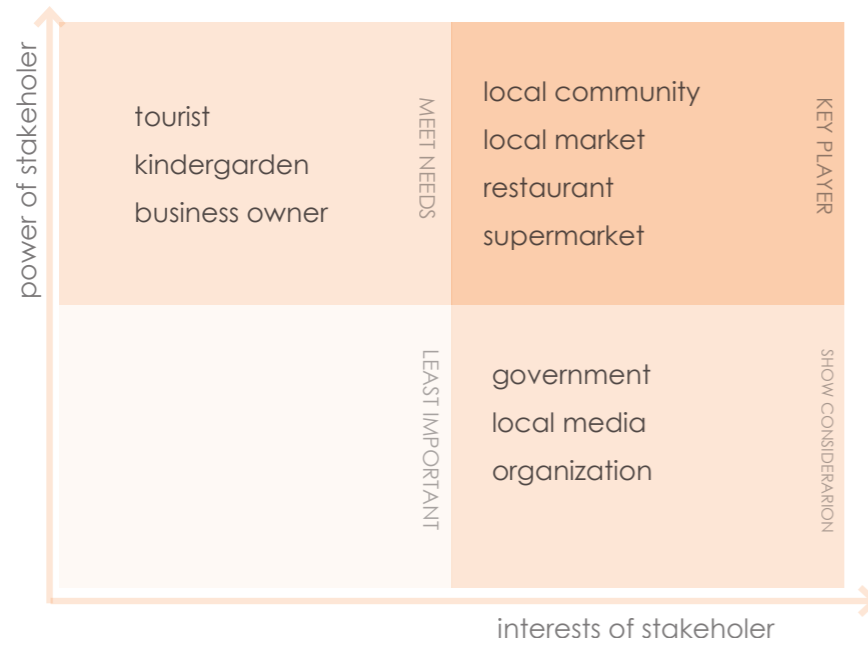 power of stakeholer
tourist
kindergarden
business owner
MEET NEEDS
local community
local market
restaurant
supermarket
KEY PLAYER
LEAST IMPORTANT
government
local media
organization
SHOW CONSIDERARION
interests of stakeholer